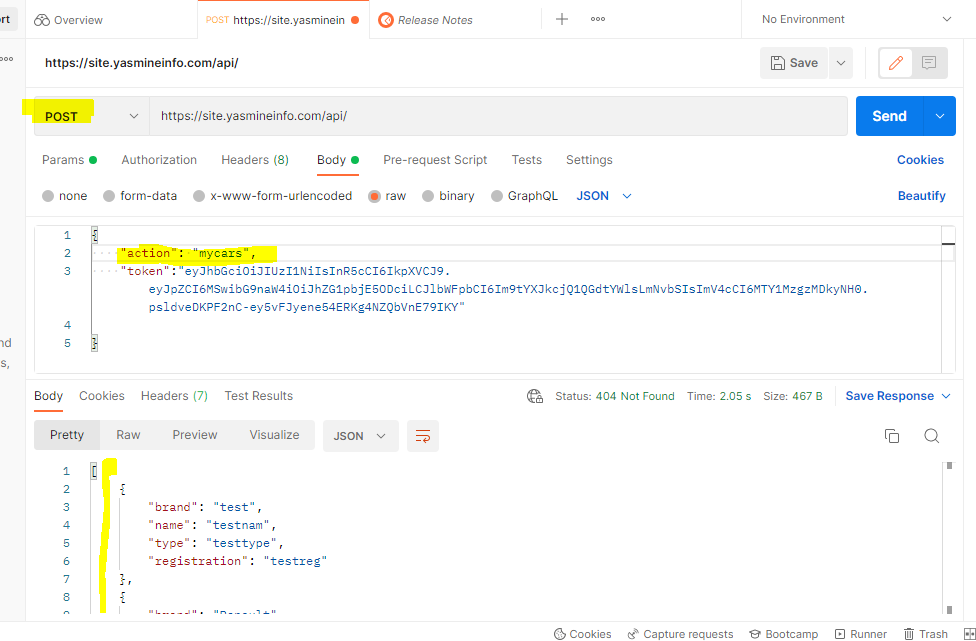 rt
Overview
POST https://site.yasminein
Release Notes
No Environment
https://site.yasmineinfo.com/api/
Save
POST
https://site.yasmineinfo.com/api/
Send
Params
Authorization
Headers (8)
Body
Pre-request Script
Tests
Settings
Cookies
none
form-data
x-www-form-urlencoded
raw
binary
GraphQL
JSON
Beautify
1 {
2 "action": "mycars",
3 "token":"eyJhbGciOiJIUzI1NiIsInR5cCI6IkpXVCJ9.
eyJpZCI6MSwibG9naW4iOiJhZG1pbjE5ODciLCJlbWFpbCI6Im9tYXJkcjQ1QGdtYWlsLmNvbSIsImV4cCI6MTY1MzgzMDkyNH0.
psldveDKPF2nC-ey5vFJyene54ERKg4NZQbVnE79IKY"
4
5 }
nd
s,
Body
Cookies
Headers (7)
Test Results
Status: 404 Not Found
Time: 2.05 s
Size: 467 B
Save Response
Pretty
Raw
Preview
Visualize
JSON
1 [
2 {
3 "brand": "test",
4 "name": "testnam",
5 "type": "testtype",
6 "registration": "testreg"
7 },
8 {
Cookies
Capture requests
Bootcamp
Runner
Trash